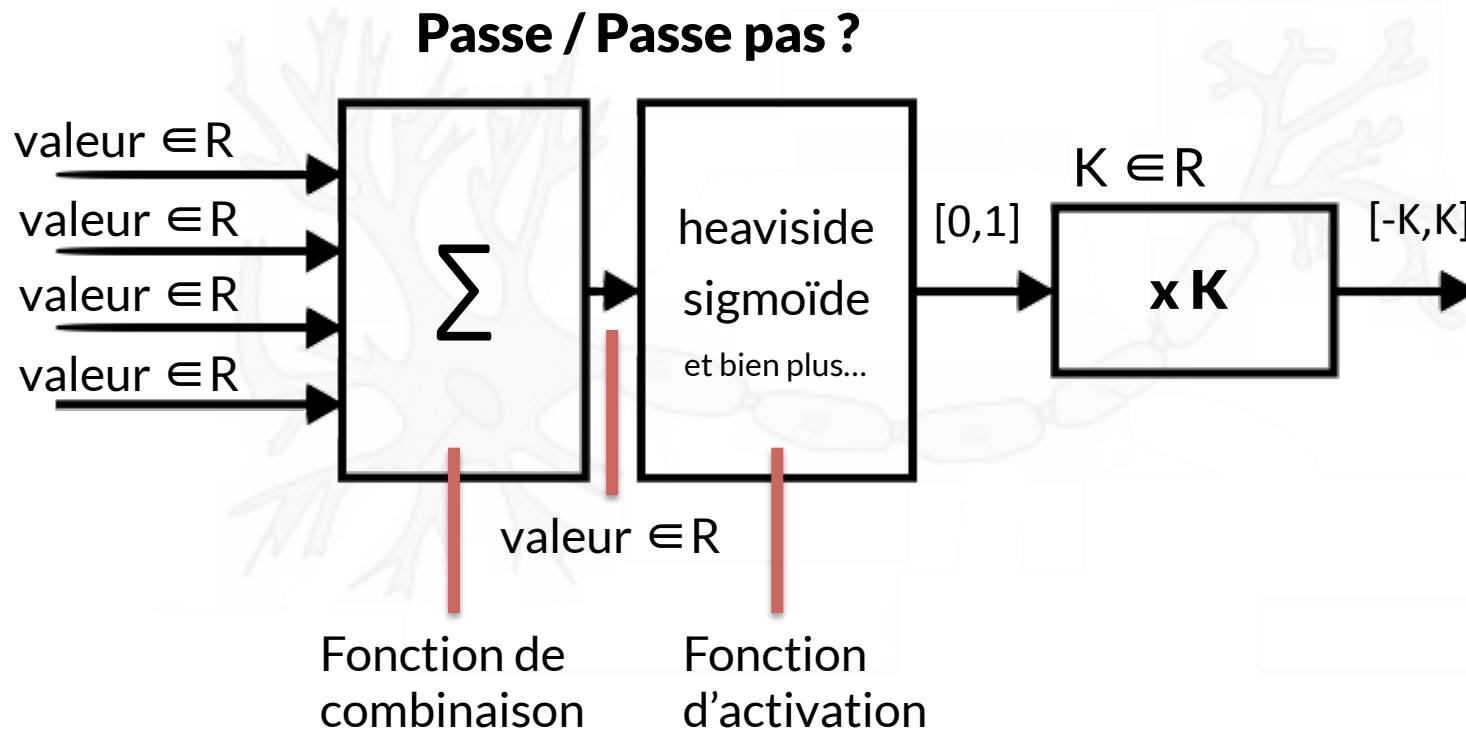 Passe / Passe pas ?
valeur ∈ R
valeur ∈ R
valeur ∈ R
valeur ∈ R
∑
heaviside
sigmoïde
et bien plus...
[0,1]
K ∈ R
x K
[-K,K]
valeur ∈ R
Fonction de
combinaison
Fonction
d’activation